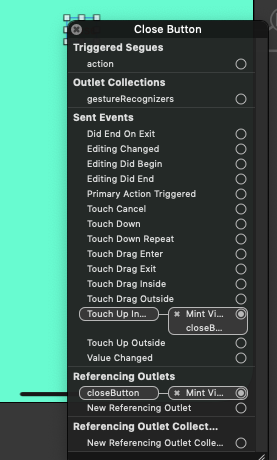 Close Button
Triggered Segues
action
Outlet Collections
gestureRecognizers
Sent Events
Did End On Exit
Editing Changed
Editing Did Begin
Editing Did End
Primary Action Triggered
Touch Cancel
Touch Down
Touch Down Repeat
Touch Drag Enter
Touch Drag Exit
Touch Drag Inside
Touch Drag Outside
Touch Up In... Mint Vi...
closeB...
Touch Up Outside
Value Changed
Referencing Outlets
closeButton Mint Vi...
New Referencing Outlet
Referencing Outlet Collect...
New Referencing Outlet Colle...